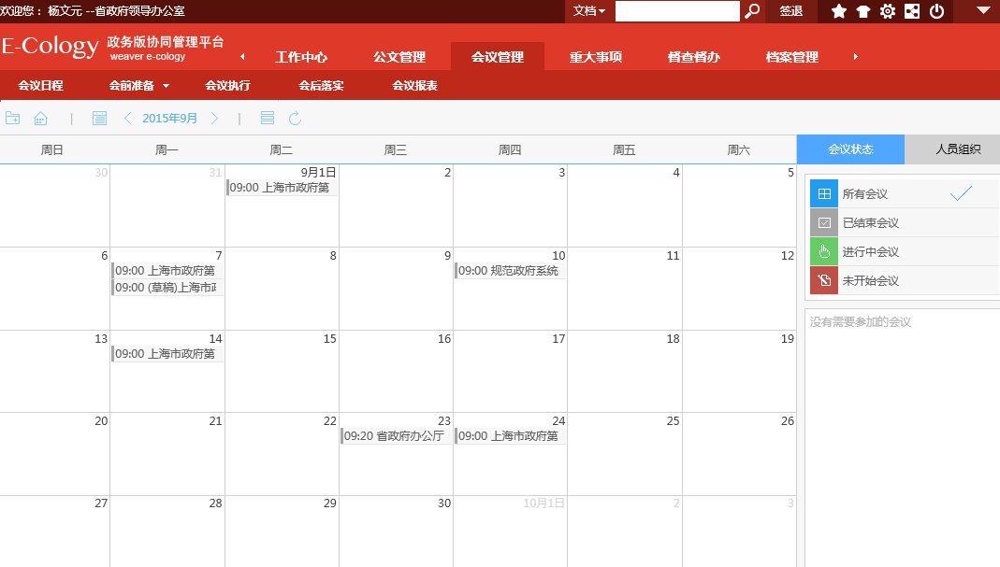 欢迎您： 杨文元 --省政府领导办公室 文档 签退
E-Cology 政务版协同管理平台
weaver e-cology
工作中心 公文管理 会议管理 重大事项 督查督办 档案管理
会议日程 会前准备 会议执行 会后落实 会议报表
2015年9月
周日 周一 周二 周三 周四 周五 周六
30 31 9月1日 2 3 4 5
09:00 上海市政府第
6 7 8 9 10 11 12
09:00 上海市政府第 09:00 规范政府系统
09:00 (草稿)上海市政
13 14 15 16 17 18 19
09:00 上海市政府第
20 21 22 23 24 25 26
09:20 省政府办公厅 09:00 上海市政府第
27 28 29 30 10月1日 2 3
会议状态 人员组织
所有会议
已结束会议
进行中会议
未开始会议
没有需要参加的会议